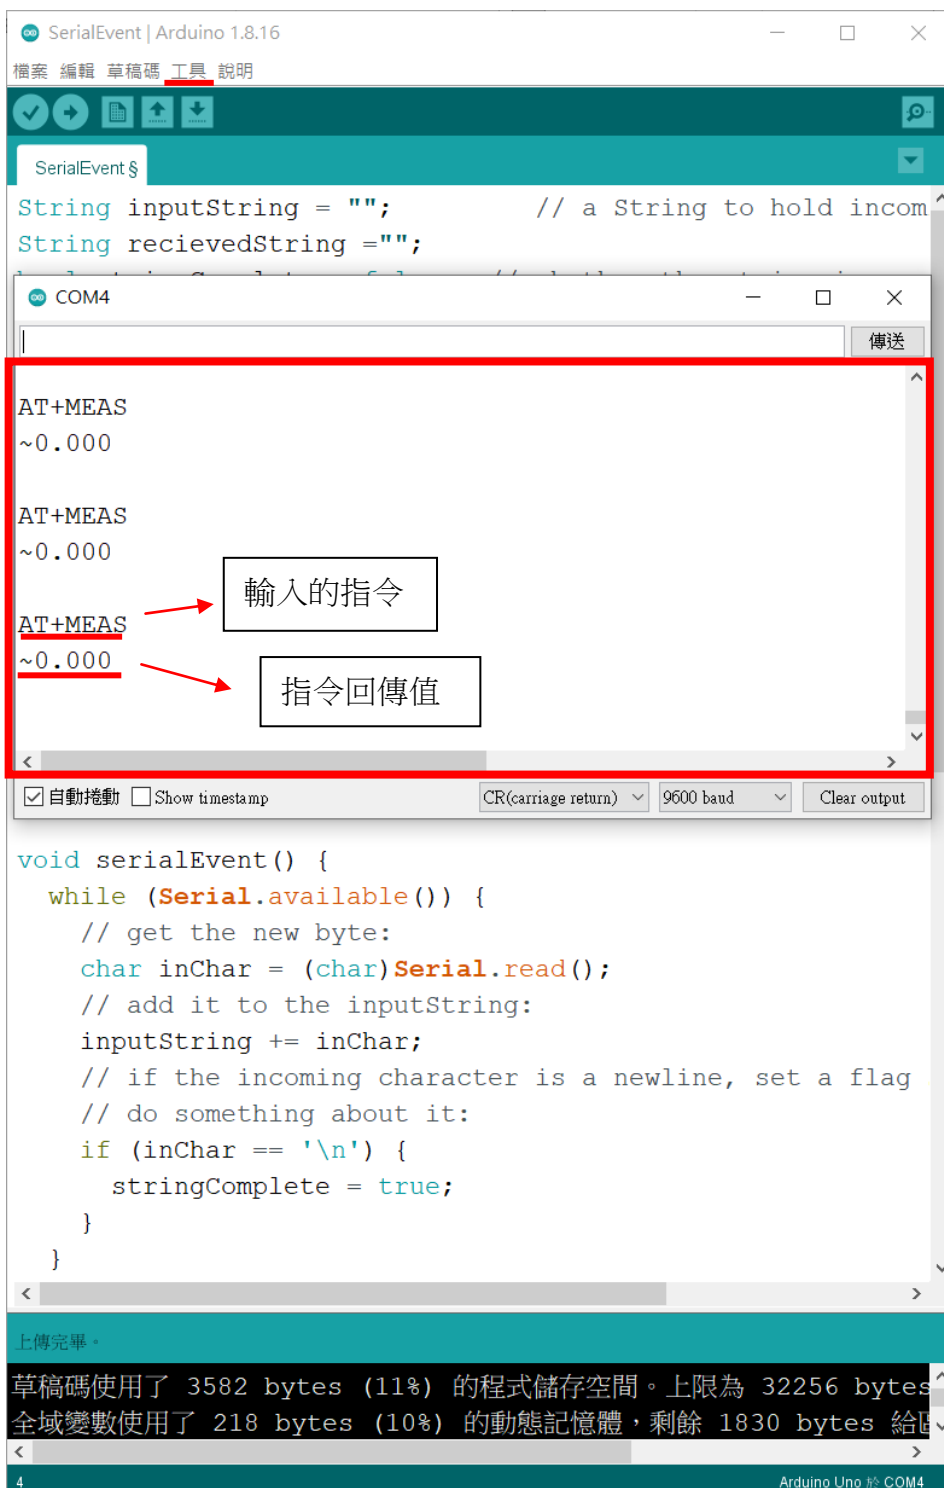 SerialEvent | Arduino 1.8.16
檔案 編輯 草稿碼 工具 說明
SerialEvent §
String inputString = "";         // a String to hold incom
String recievedString ="";
COM4
傳送
AT+MEAS
~0.000
AT+MEAS
~0.000
輸入的指令
AT+MEAS
~0.000
指令回傳值
自動捲動 Show timestamp CR(carriage return) 9600 baud Clear output
void serialEvent() {
  while (Serial.available()) {
    // get the new byte:
    char inChar = (char)Serial.read();
    // add it to the inputString:
    inputString += inChar;
    // if the incoming character is a newline, set a flag
    // do something about it:
    if (inChar == '\n') {
      stringComplete = true;
    }
  }
上傳完畢。
草稿碼使用了 3582 bytes (11%) 的程式儲存空間。上限為 32256 bytes
全域變數使用了 218 bytes (10%) 的動態記憶體，剩餘 1830 bytes 給
4 Arduino Uno 於 COM4